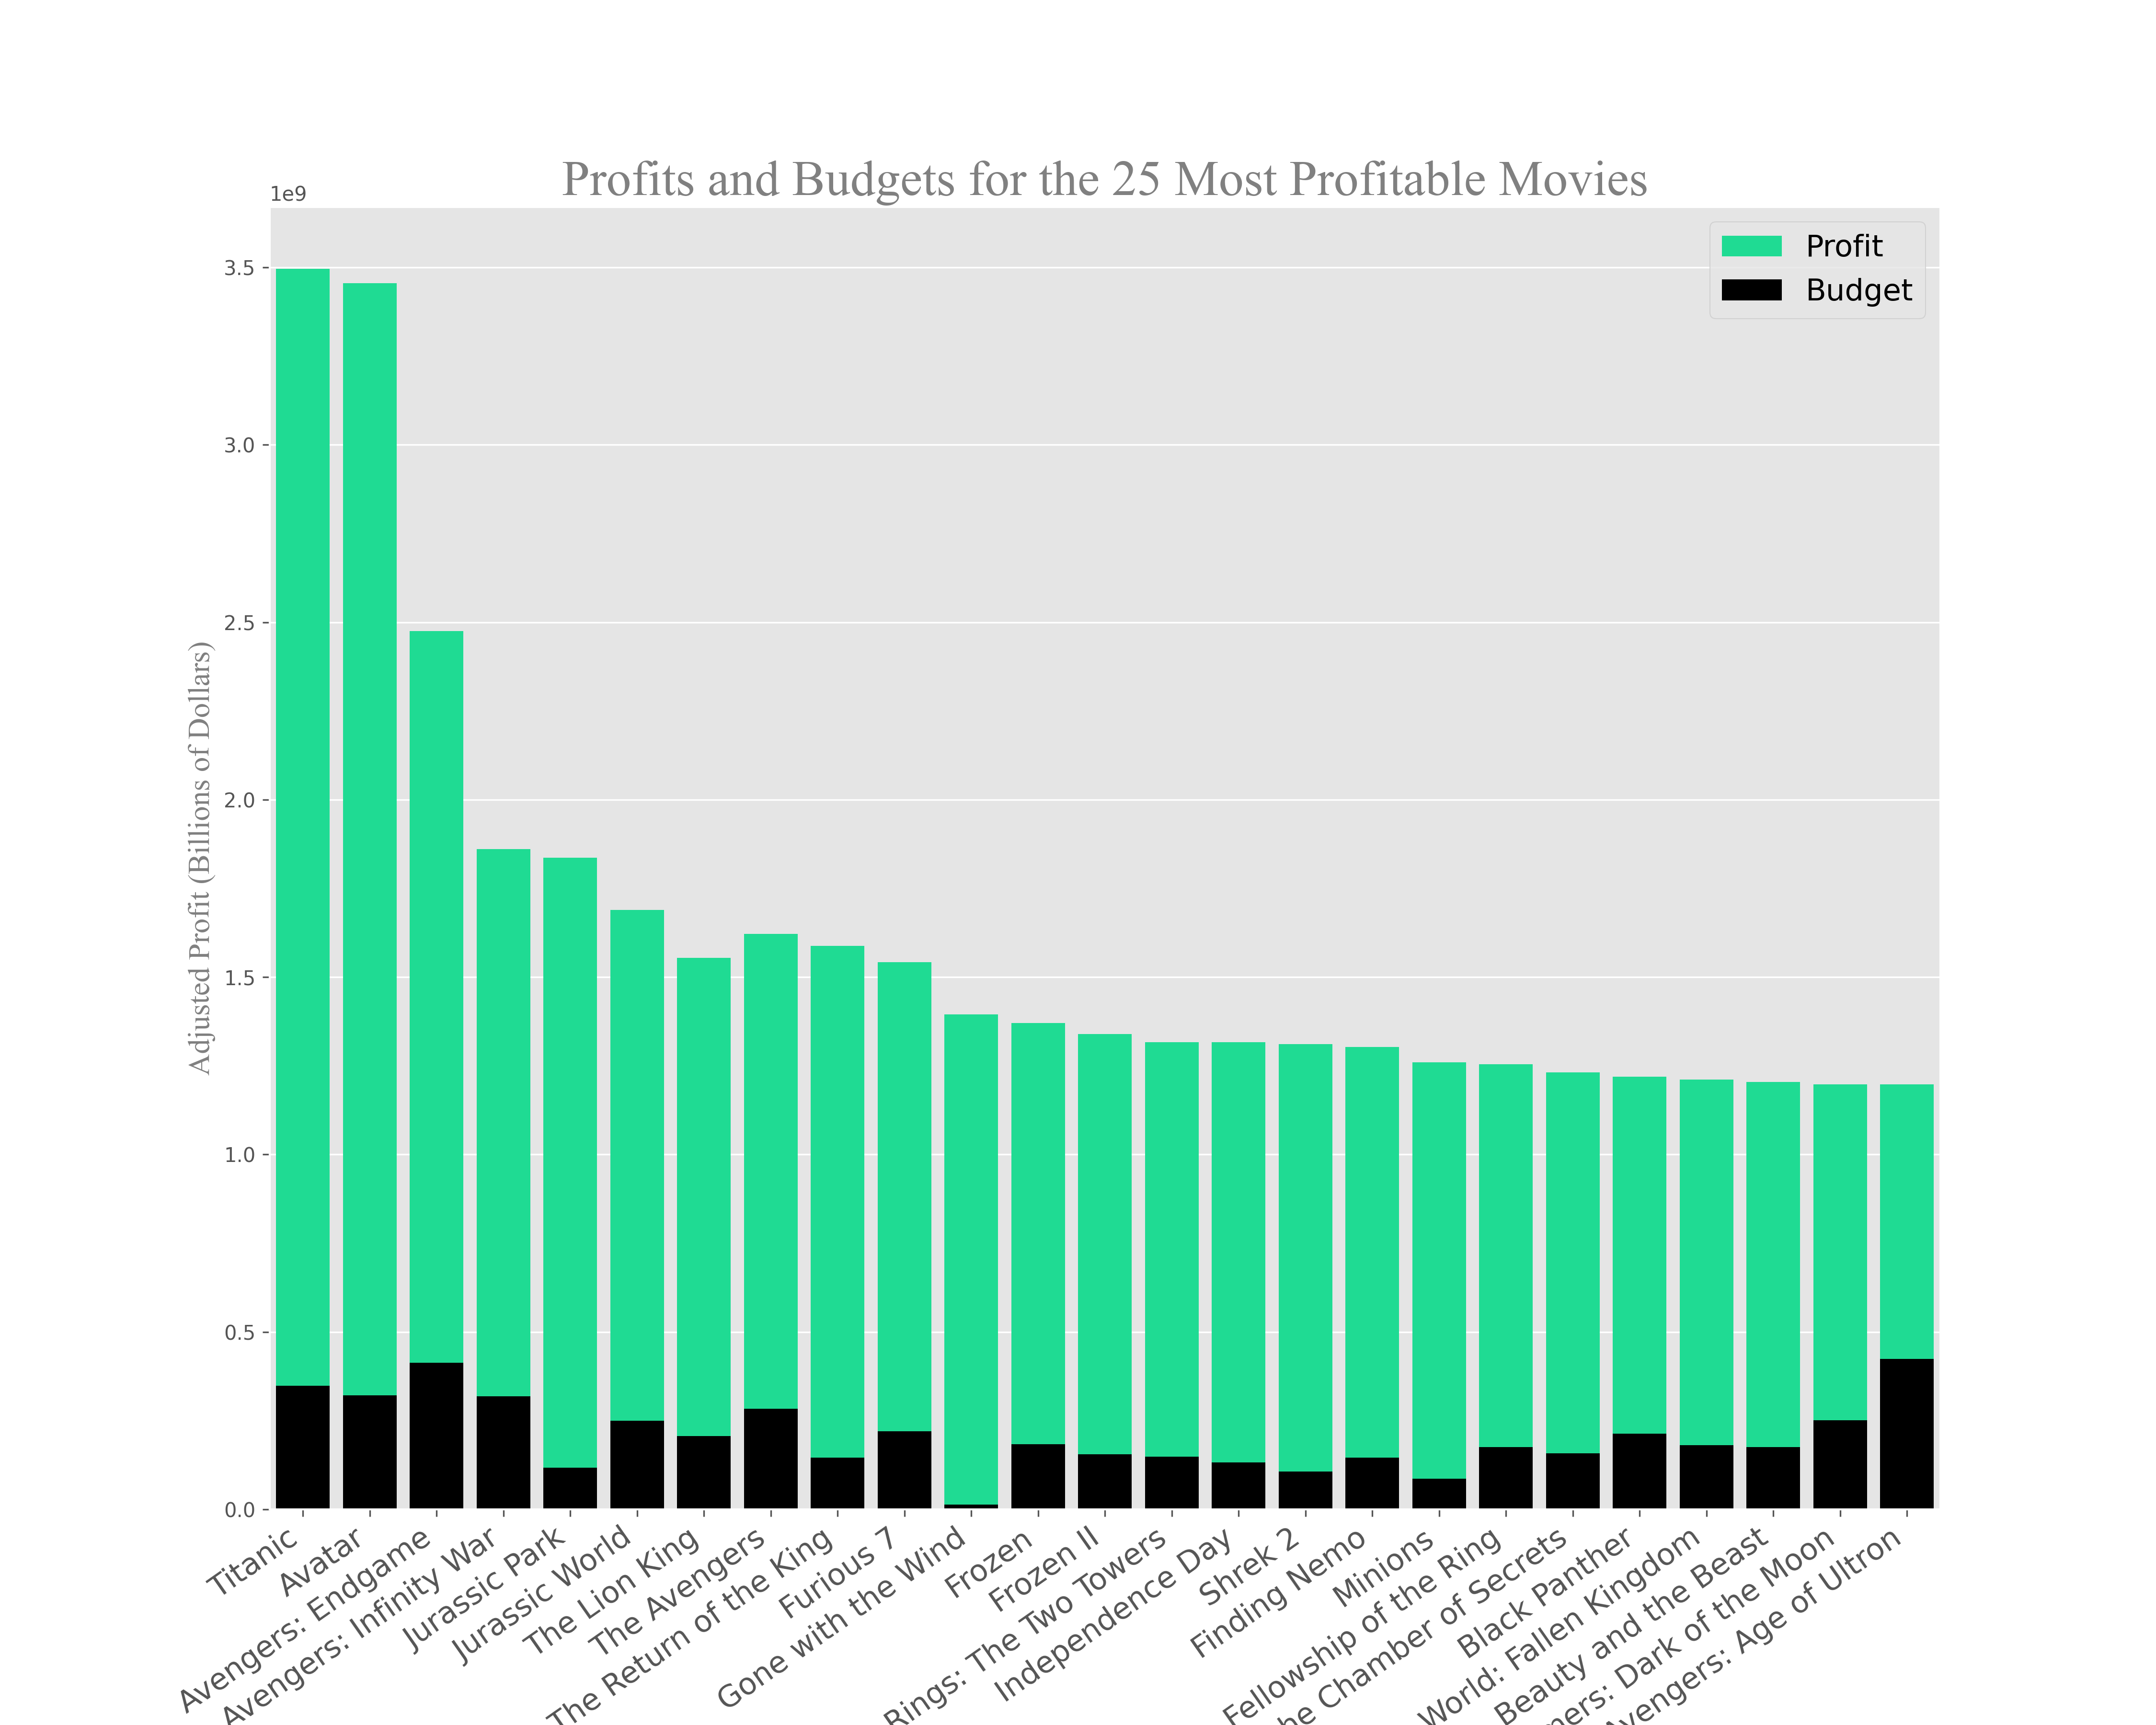 Profits and Budgets for the 25 Most Profitable Movies
1e9
Profit
Budget
3.5
3.0
2.5
2.0
1.5
1.0
0.5
0.0
Adjusted Profit (Billions of Dollars)
Titanic
Avatar
Avengers: Endgame
Avengers: Infinity War
Jurassic Park
Jurassic World
The Lion King
The Avengers
The Return of the King
Furious 7
Gone with the Wind
Frozen
Frozen II
Rings: The Two Towers
Independence Day
Shrek 2
Finding Nemo
Minions
Fellowship of the Ring
Chamber of Secrets
Black Panther
World: Fallen Kingdom
Beauty and the Beast
Dark of the Moon
Age of Ultron